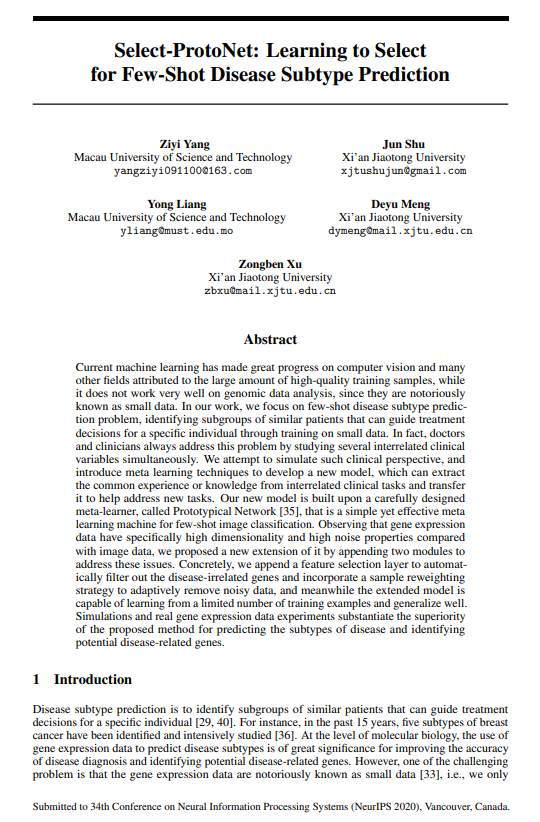 Select-ProtoNet: Learning to Select
for Few-Shot Disease Subtype Prediction
Ziyi Yang
Macau University of Science and Technology
yangziyi091100@163.com
Jun Shu
Xi'an Jiaotong University
xjtushujun@gmail.com
Yong Liang
Macau University of Science and Technology
yliang@must.edu.mo
Deyu Meng
Xi'an Jiaotong University
dymeng@mail.xjtu.edu.cn
Zongben Xu
Xi'an Jiaotong University
zbxu@mail.xjtu.edu.cn
Abstract
Current machine learning has made great progress on computer vision and many
other fields attributed to the large amount of high-quality training samples, while
it does not work very well on genomic data analysis, since they are notoriously
known as small data. In our work, we focus on few-shot disease subtype predic-
tion problem, identifying subgroups of similar patients that can guide treatment
decisions for a specific individual through training on small data. In fact, doctors
and clinicians always address this problem by studying several interrelated clinical
variables simultaneously. We attempt to simulate such clinical perspective, and
introduce meta learning techniques to develop a new model, which can extract
the common experience or knowledge from interrelated clinical tasks and transfer
it to help address new tasks. Our new model is built upon a carefully designed
meta-learner, called Prototypical Network [35], that is a simple yet effective meta
learning machine for few-shot image classification. Observing that gene expression
data have specifically high dimensionality and high noise properties compared
with image data, we proposed a new extension of it by appending two modules to
address these issues. Concretely, we append a feature selection layer to automat-
ically filter out the disease-irrelated genes and incorporate a sample reweighting
strategy to adaptively remove noisy data, and meanwhile the extended model is
capable of learning from a limited number of training examples and generalize well.
Simulations and real gene expression data experiments substantiate the superiority
of the proposed method for predicting the subtypes of disease and identifying
potential disease-related genes.
1 Introduction
Disease subtype prediction is to identify subgroups of similar patients that can guide treatment
decisions for a specific individual [29, 40]. For instance, in the past 15 years, five subtypes of breast
cancer have been identified and intensively studied [36]. At the level of molecular biology, the use of
gene expression data to predict disease subtypes is of great significance for improving the accuracy
of disease diagnosis and identifying potential disease-related genes. However, one of the challenging
problem is that the gene expression data are notoriously known as small data [33], i.e., we only
Submitted to 34th Conference on Neural Information Processing Systems (NeurIPS 2020), Vancouver, Canada.